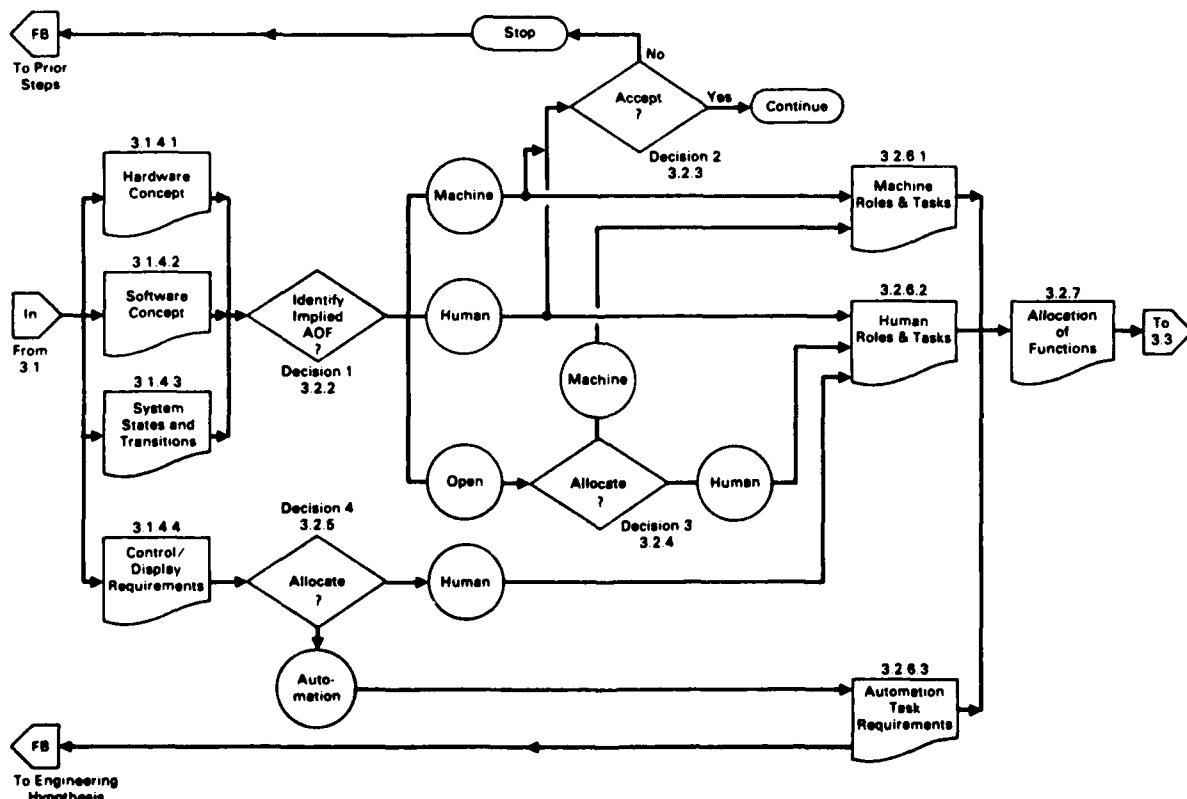 FB
To Prior
Steps
Stop
No
Accept
?
Yes
Continue
Decision 2
3.2.3
3.1.4.1
Hardware
Concept
Machine
3.2.6.1
Machine
Roles & Tasks
3.1.4.2
Software
Concept
In
From
3.1
Identify
Implied
AOF
?
Decision 1
3.2.2
Human
3.2.6.2
Human
Roles & Tasks
3.2.7
Allocation
of
Functions
To
3.3
Machine
3.1.4.3
System
States and
Transitions
Open
Allocate
?
Decision 3
3.2.4
Human
3.1.4.4
Control/
Display
Requirements
Decision 4
3.2.5
Allocate
?
Human
Auto-
mation
3.2.6.3
Automation
Task
Requirements
FB
To Engineering
Hypothesis